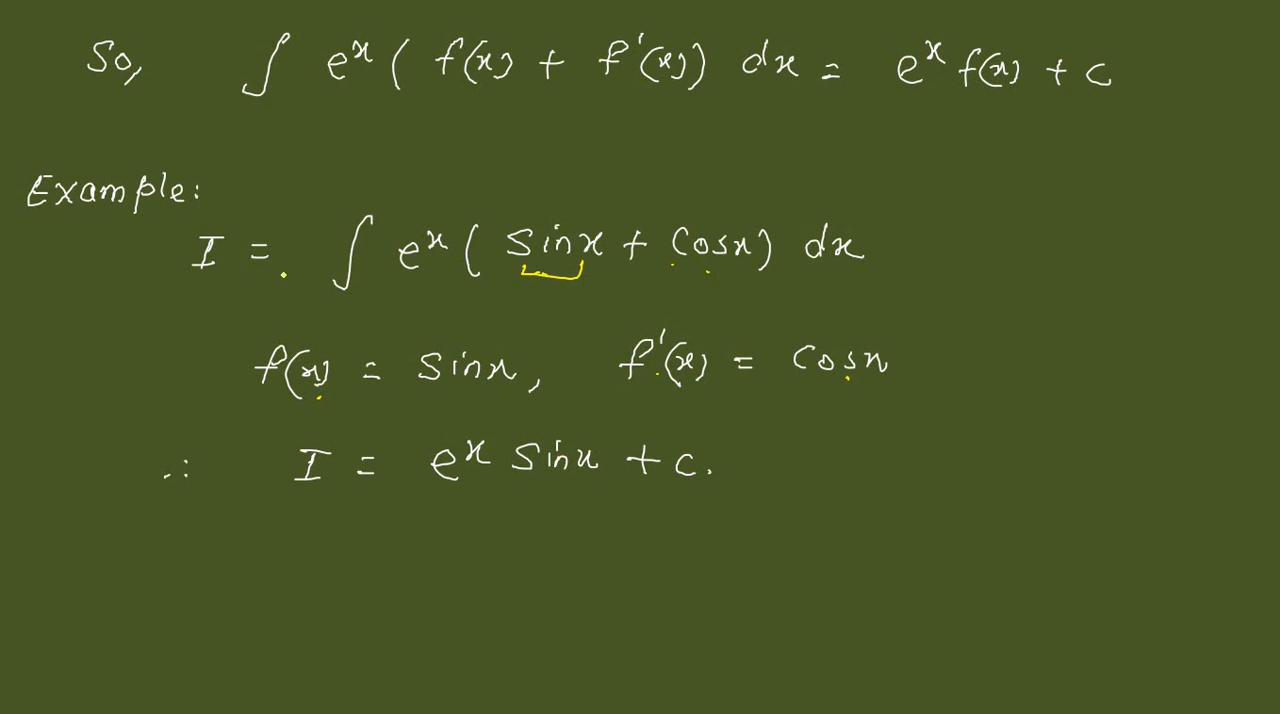 So, ∫ eˣ ( f(x) + f'(x) ) dx = eˣ f(x) + c
Example:
I = ∫ eˣ ( sinx + cosx ) dx
f(x) = sinx, f'(x) = cosx
∴ I = eˣ sinx + c.